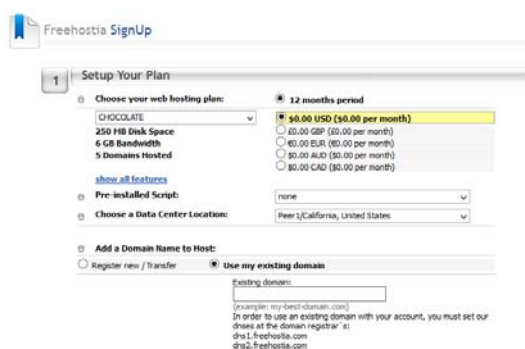 Freehostia SignUp
1 Setup Your Plan
Choose your web hosting plan: 12 months period
CHOCOLATE $0.00 USD ($0.00 per month)
250 MB Disk Space £0.00 GBP (£0.00 per month)
6 GB Bandwidth €0.00 EUR (€0.00 per month)
5 Domains Hosted $0.00 AUD ($0.00 per month)
$0.00 CAD ($0.00 per month)
show all features
Pre-installed Script: none
Choose a Data Center Location: Peer1/California, United States
Add a Domain Name to Host:
Register new / Transfer Use my existing domain
Existing domain:
(example: my-best-domain.com)
In order to use an existing domain with your account, you must set our
dnses at the domain registrar`s:
dns1.freehostia.com
dns2.freehostia.com